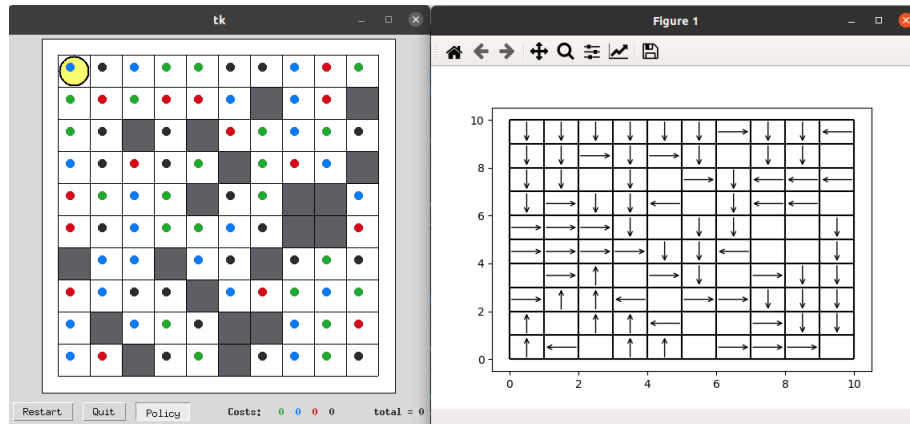 tk
Restart
Quit
Policy
Costs: 0 0 0 0
total = 0
Figure 1
10
8
6
4
2
0
0 2 4 6 8 10